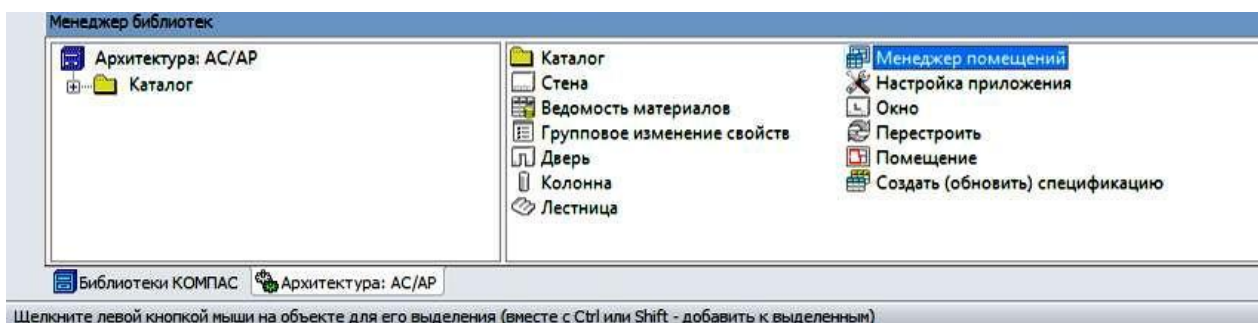 Менеджер библиотек
Архитектура: АС/АР
Каталог
Каталог
Стена
Ведомость материалов
Групповое изменение свойств
Дверь
Колонна
Лестница
Менеджер помещений
Настройка приложения
Окно
Перестроить
Помещение
Создать (обновить) спецификацию
Библиотеки КОМПАС
Архитектура: АС/АР
Щелкните левой кнопкой мыши на объекте для его выделения (вместе с Ctrl или Shift - добавить к выделенным)